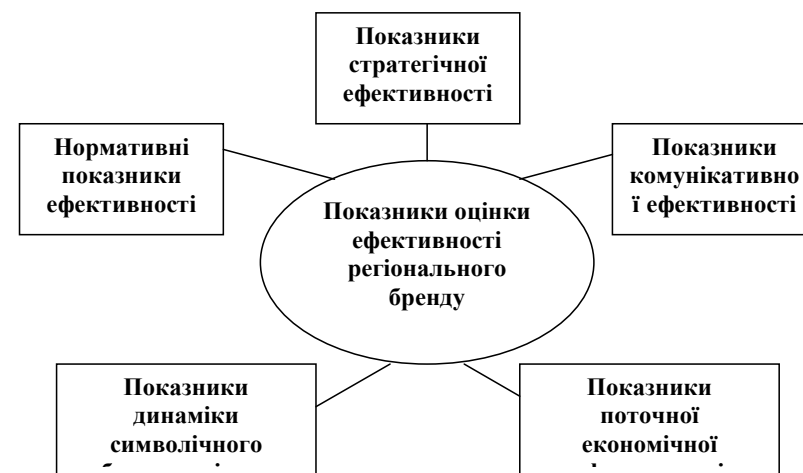 Показники
стратегічної
ефективності
Нормативні
показники
ефективності
Показники
комунікативно
ї ефективності
Показники оцінки
ефективності
регіонального
бренду
Показники
динаміки
символічного
Показники
поточної
економічної